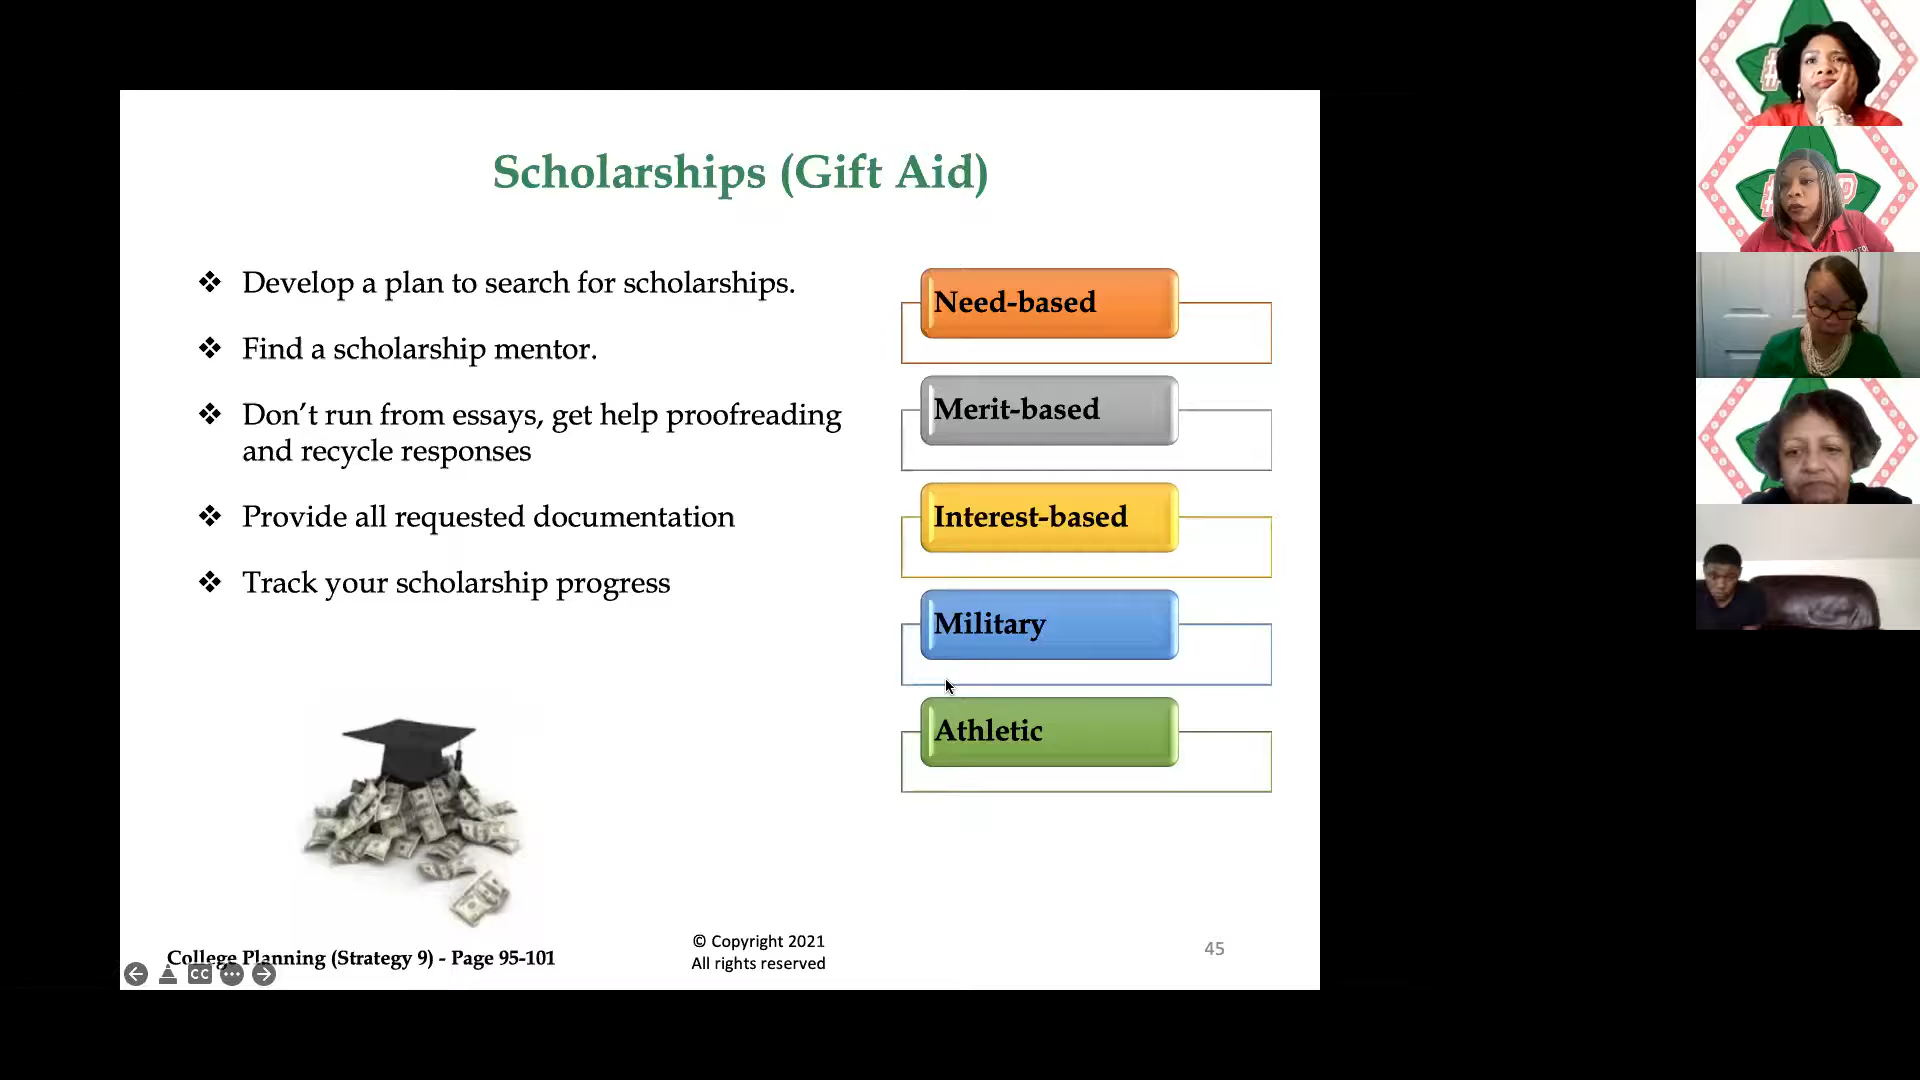 Scholarships (Gift Aid)
❖ Develop a plan to search for scholarships.
❖ Find a scholarship mentor.
❖ Don’t run from essays, get help proofreading
and recycle responses
❖ Provide all requested documentation
❖ Track your scholarship progress
Need-based
Merit-based
Interest-based
Military
Athletic
College Planning (Strategy 9) - Page 95-101
© Copyright 2021
All rights reserved
45
CC